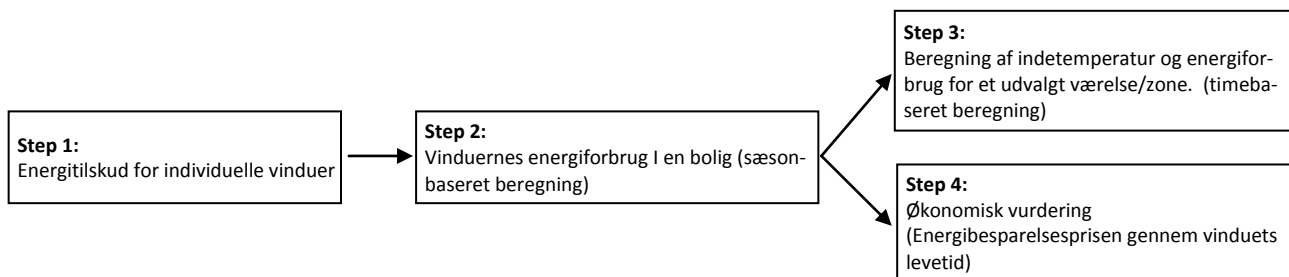 Step 1:
Energitilskud for individuelle vinduer
Step 2:
Vinduernes energiforbrug I en bolig (sæson-
baseret beregning)
Step 3:
Beregning af indetemperatur og energifor-
brug for et udvalgt værelse/zone.  (timeba-
seret beregning)
Step 4:
Økonomisk vurdering
(Energibesparelsesprisen gennem vinduets
levetid)